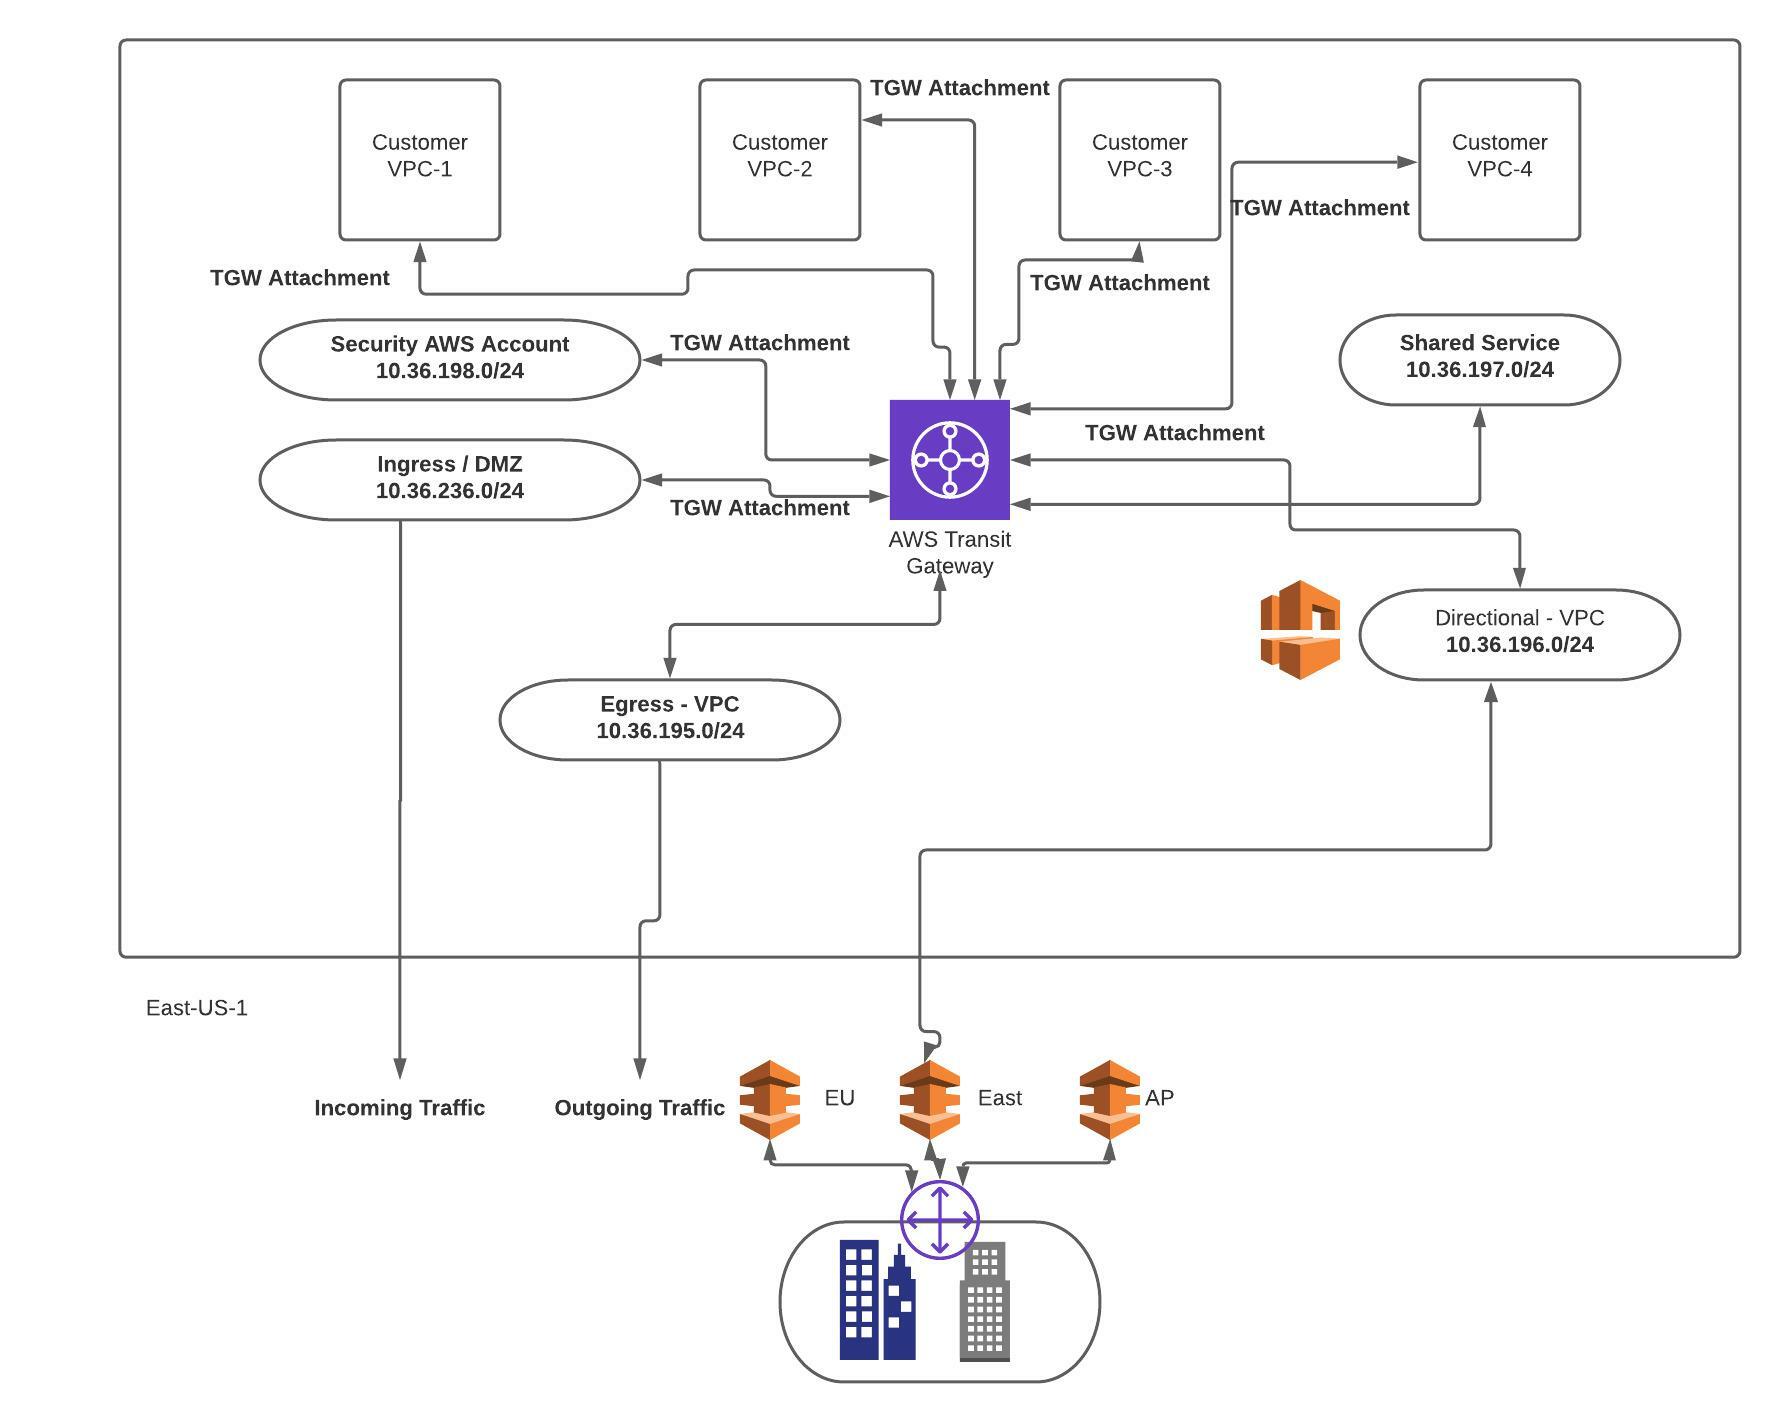 TGW Attachment
Customer
VPC-1
Customer
VPC-2
Customer
VPC-3
Customer
VPC-4
TGW Attachment
TGW Attachment
TGW Attachment
Security AWS Account
10.36.198.0/24
TGW Attachment
Shared Service
10.36.197.0/24
TGW Attachment
Ingress / DMZ
10.36.236.0/24
TGW Attachment
AWS Transit
Gateway
Directional - VPC
10.36.196.0/24
Egress - VPC
10.36.195.0/24
East-US-1
Incoming Traffic
Outgoing Traffic
EU
East
AP